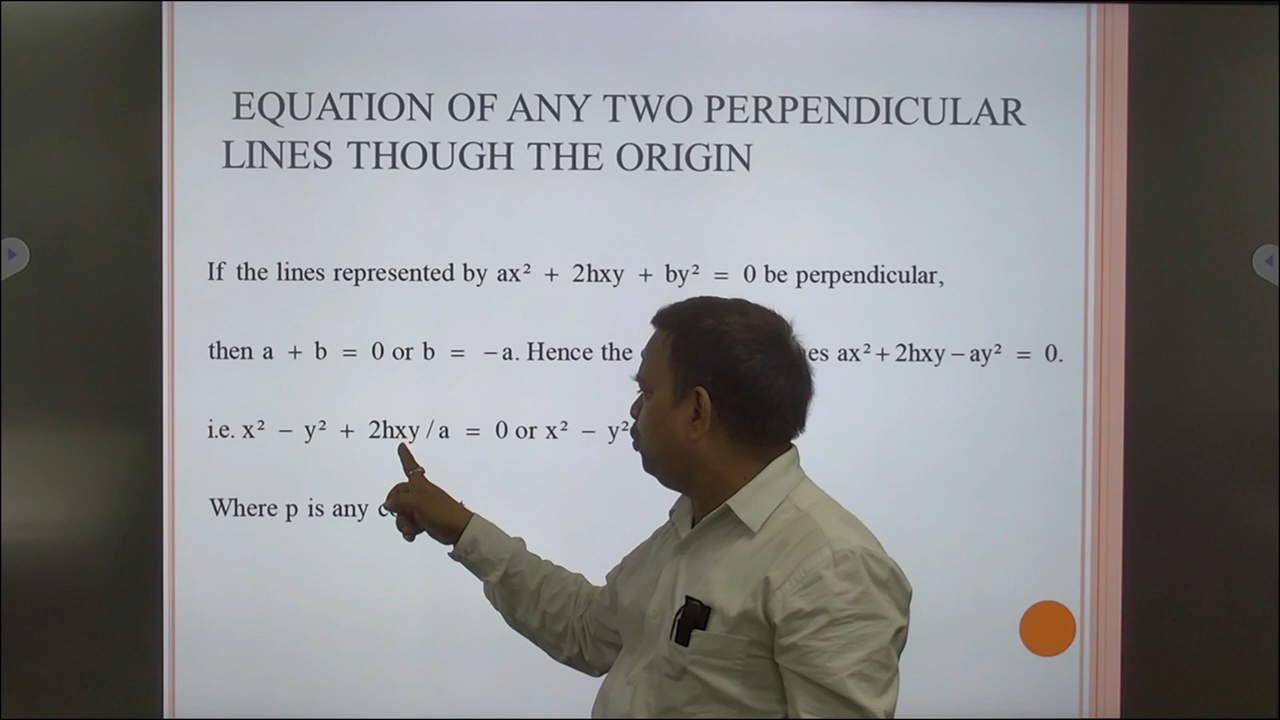 EQUATION OF ANY TWO PERPENDICULAR
LINES THOUGH THE ORIGIN
If the lines represented by ax² + 2hxy + by² = 0 be perpendicular,
then a + b = 0 or b = −a. Hence the ax² + 2hxy − ay² = 0.
i.e. x² − y² + 2hxy / a = 0 or x² − y²
Where p is any